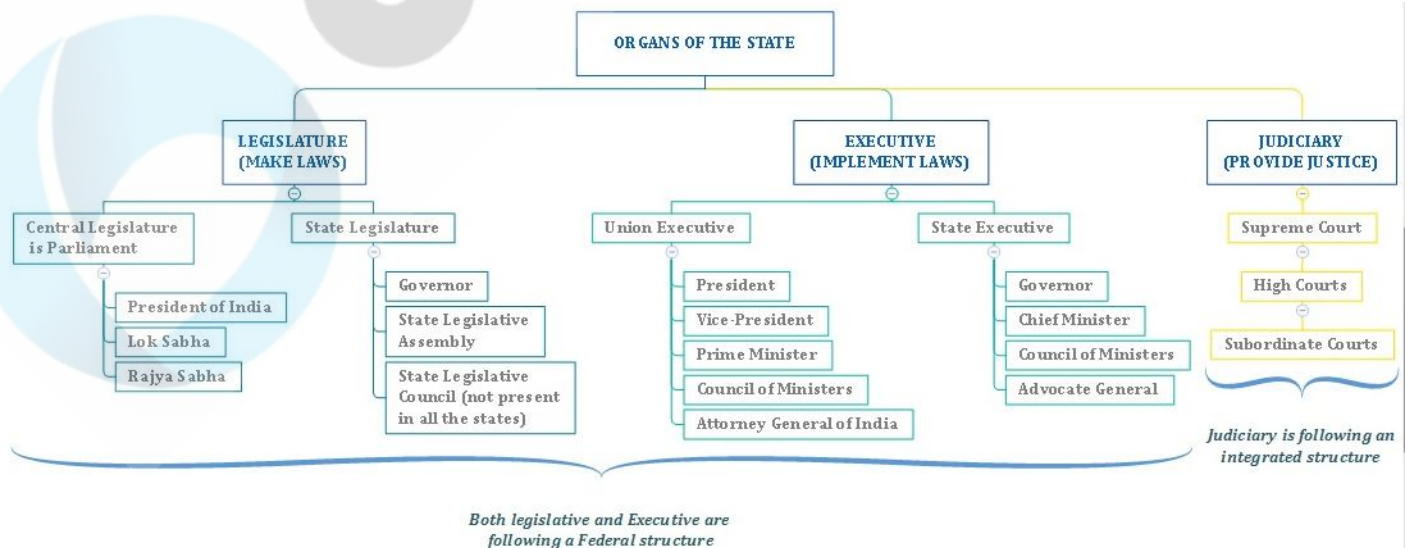 ORGANS OF THE STATE
LEGISLATURE
(MAKE LAWS)
Central Legislature
is Parliament
President of India
Lok Sabha
Rajya Sabha
State Legislature
Governor
State Legislative
Assembly
State Legislative
Council (not present
in all the states)
EXECUTIVE
(IMPLEMENT LAWS)
Union Executive
President
Vice-President
Prime Minister
Council of Ministers
Attorney General of India
State Executive
Governor
Chief Minister
Council of Ministers
Advocate General
JUDICIARY
(PROVIDE JUSTICE)
Supreme Court
High Courts
Subordinate Courts
Judiciary is following an
integrated structure
Both legislative and Executive are
following a Federal structure